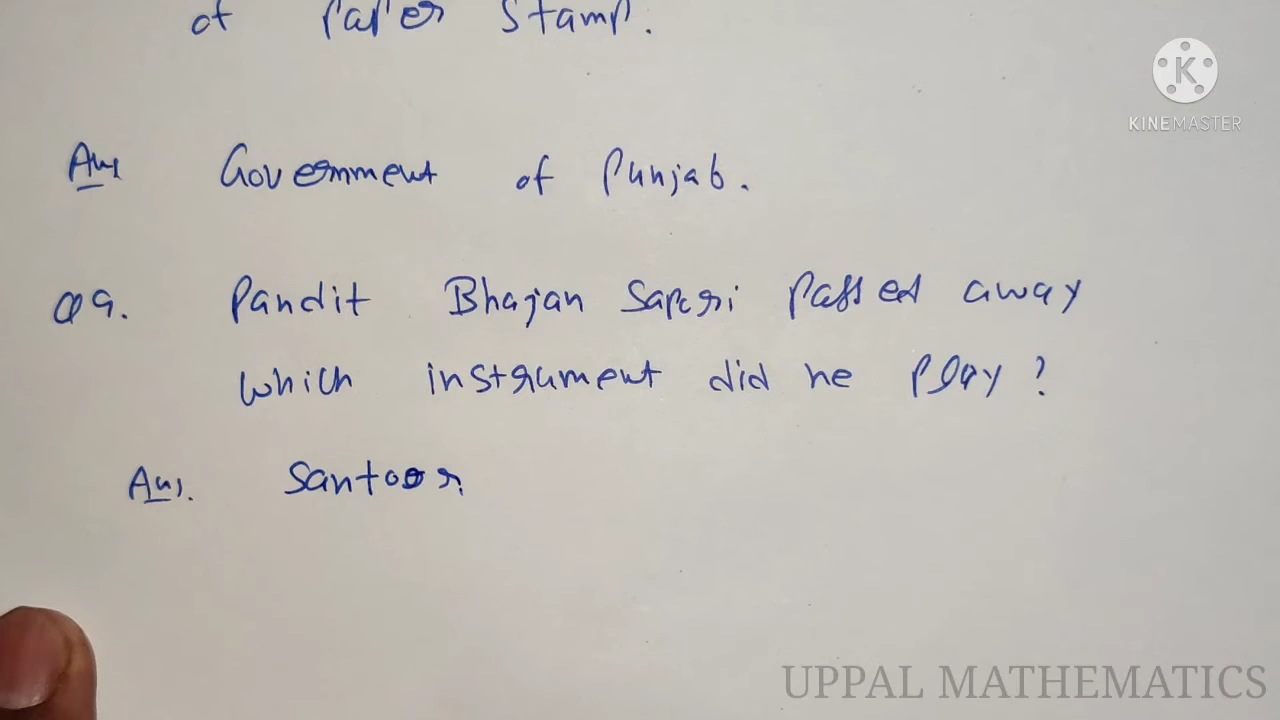 of Paper Stamp.
KINEMASTER
Ans Government of Punjab.
Q9. Pandit Bhajan Sapori Passed away
which instrument did he Play?
Ans. Santoor.
UPPAL MATHEMATICS